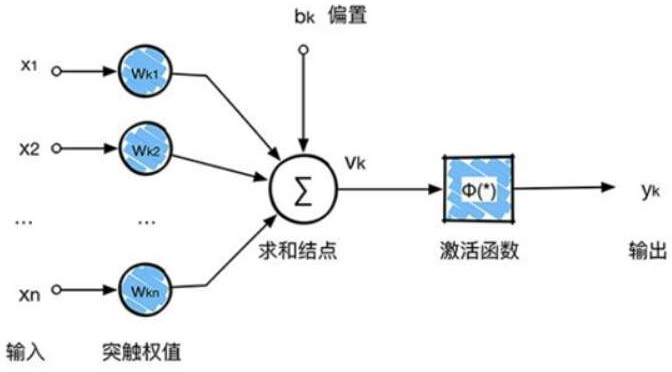 bk 偏置
x1
Wk1
x2
Wk2
Vk
∑
Φ(*)
yk
...
...
求和结点
激活函数
输出
xn
Wkn
输入
突触权值